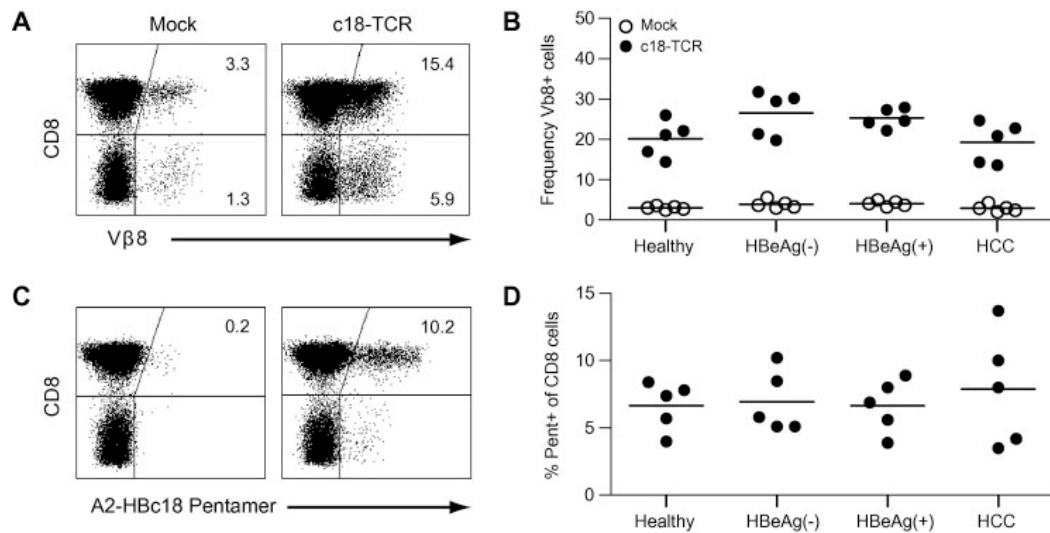 A
Mock
c18-TCR
3.3
15.4
CD8
1.3
5.9
Vβ8
B
Mock
c18-TCR
50
40
30
20
10
0
Frequency Vb8+ cells
Healthy
HBeAg(-)
HBeAg(+)
HCC
C
0.2
10.2
CD8
A2-HBc18 Pentamer
D
15
10
5
0
% Pent+ of CD8 cells
Healthy
HBeAg(-)
HBeAg(+)
HCC